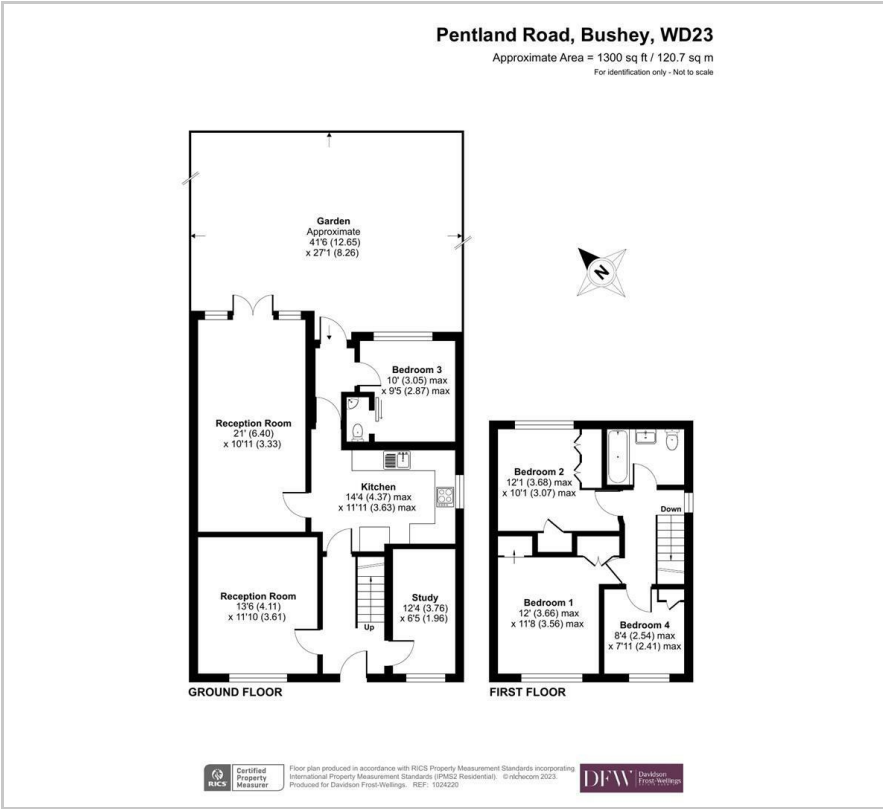 Pentland Road, Bushey, WD23
Approximate Area = 1300 sq ft / 120.7 sq m
For identification only - Not to scale
Garden
Approximate
41'6 (12.65)
x 27'1 (8.26)
N
Bedroom 3
10' (3.05) max
x 9'5 (2.87) max
Reception Room
21' (6.40)
x 10'11 (3.33)
Kitchen
14'4 (4.37) max
x 11'11 (3.63) max
Reception Room
13'6 (4.11)
x 11'10 (3.61)
Study
12'4 (3.76)
x 6'5 (1.96)
Up
GROUND FLOOR
Bedroom 2
12'1 (3.68) max
x 10'1 (3.07) max
Down
Bedroom 1
12' (3.66) max
x 11'8 (3.56) max
Bedroom 4
8'4 (2.54) max
x 7'11 (2.41) max
FIRST FLOOR
RICS
Certified
Property
Measurer
Floor plan produced in accordance with RICS Property Measurement Standards incorporating
International Property Measurement Standards (IPMS2 Residential). © nichecom 2023.
Produced for Davidson Frost-Wellings. REF: 1024220
DFW
Davidson
Frost-Wellings